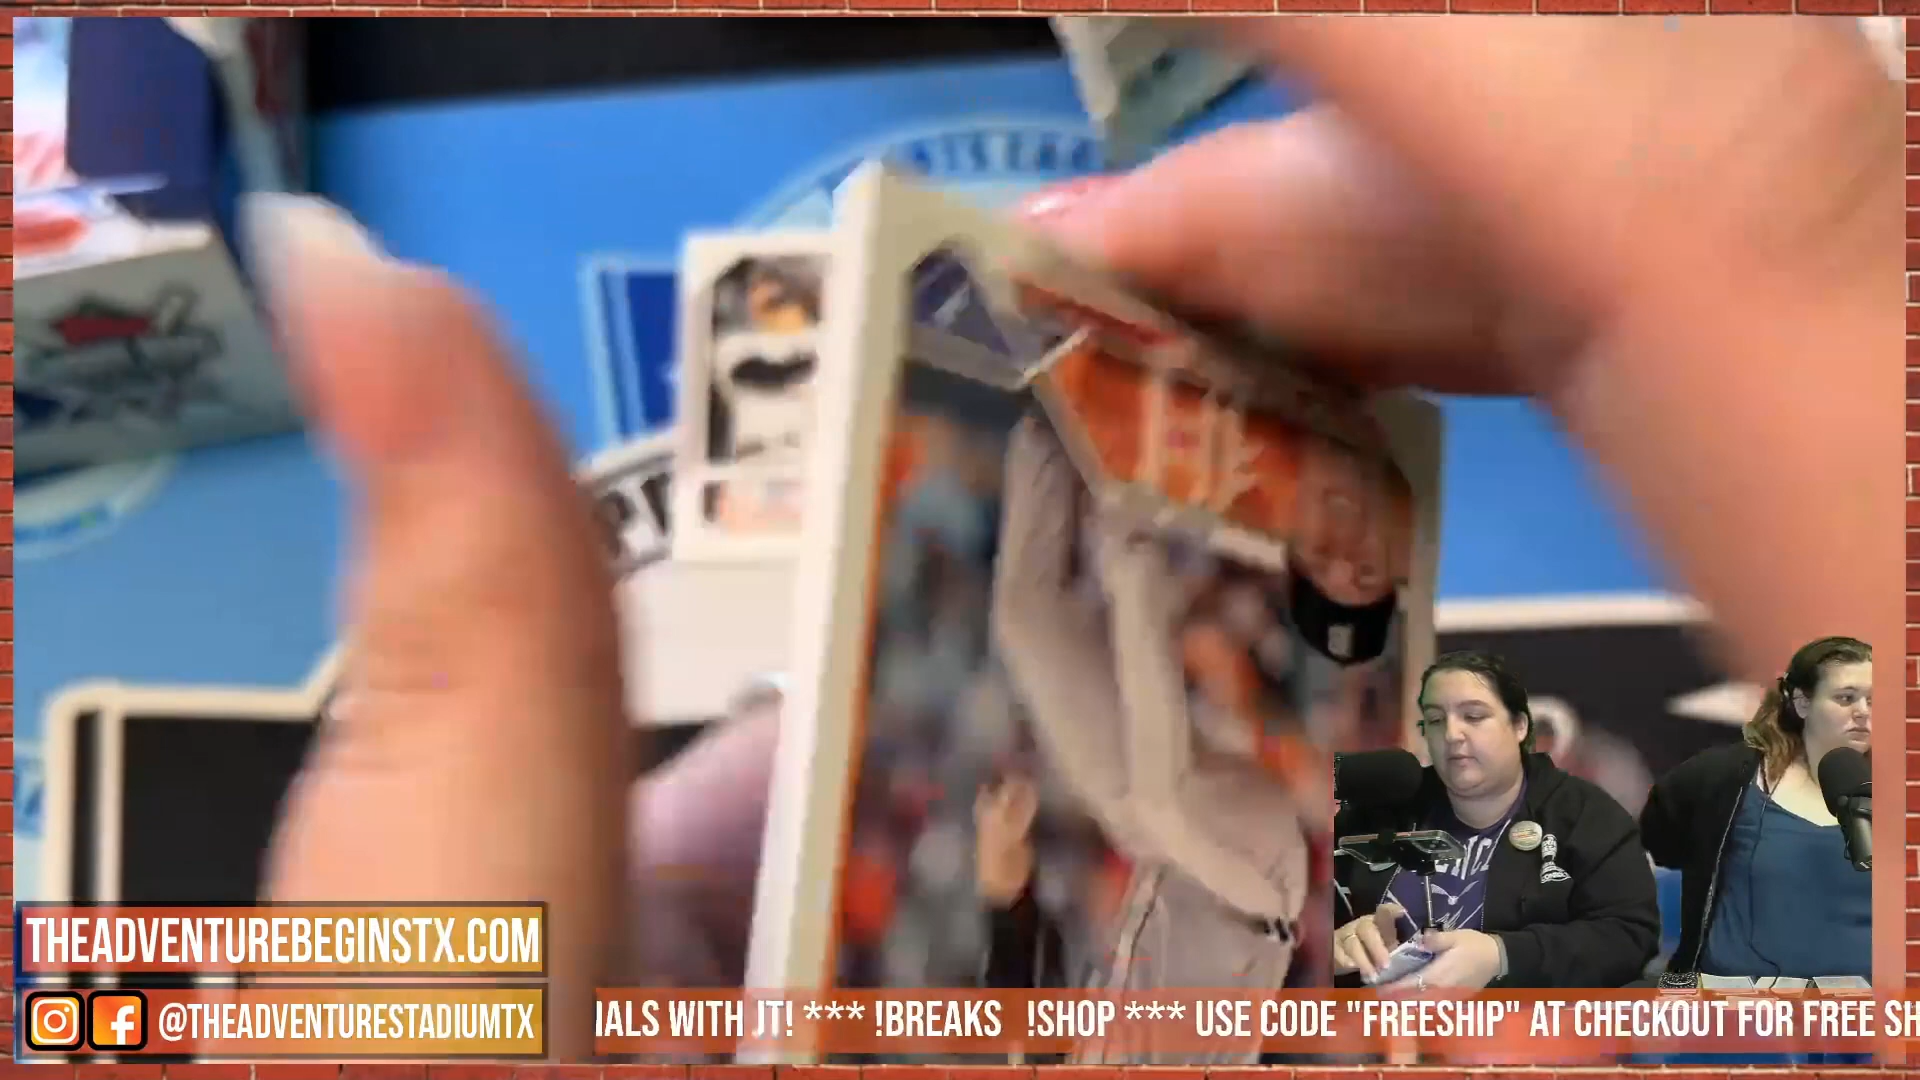 THEADVENTUREBEGINSTX.COM
@THEADVENTURESTADIUMTX
IALS WITH JT! *** !BREAKS !SHOP *** USE CODE "FREESHIP" AT CHECKOUT FOR FREE SH